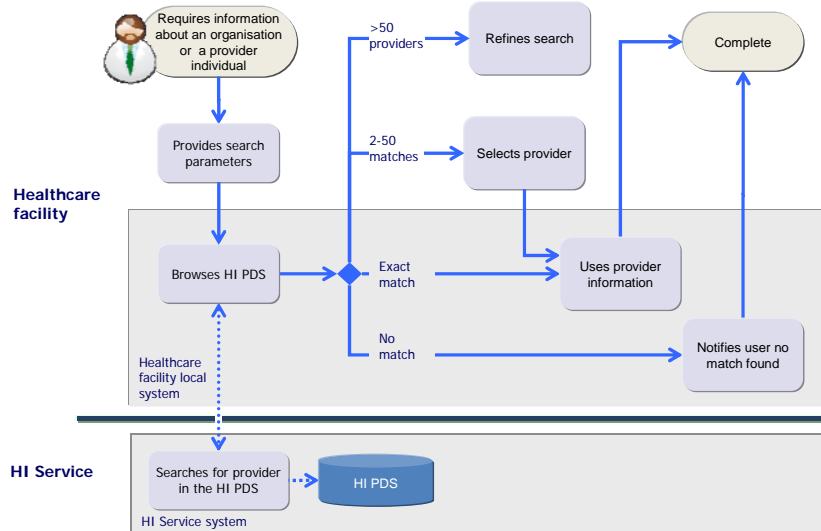 Requires information
about an organisation
or a provider
individual
>50
providers
Refines search
Complete
Provides search
parameters
2-50
matches
Selects provider
Healthcare
facility
Browses HI PDS
Exact
match
Uses provider
information
No
match
Notifies user no
match found
Healthcare
facility local
system
HI Service
Searches for provider
in the HI PDS
HI PDS
HI Service system